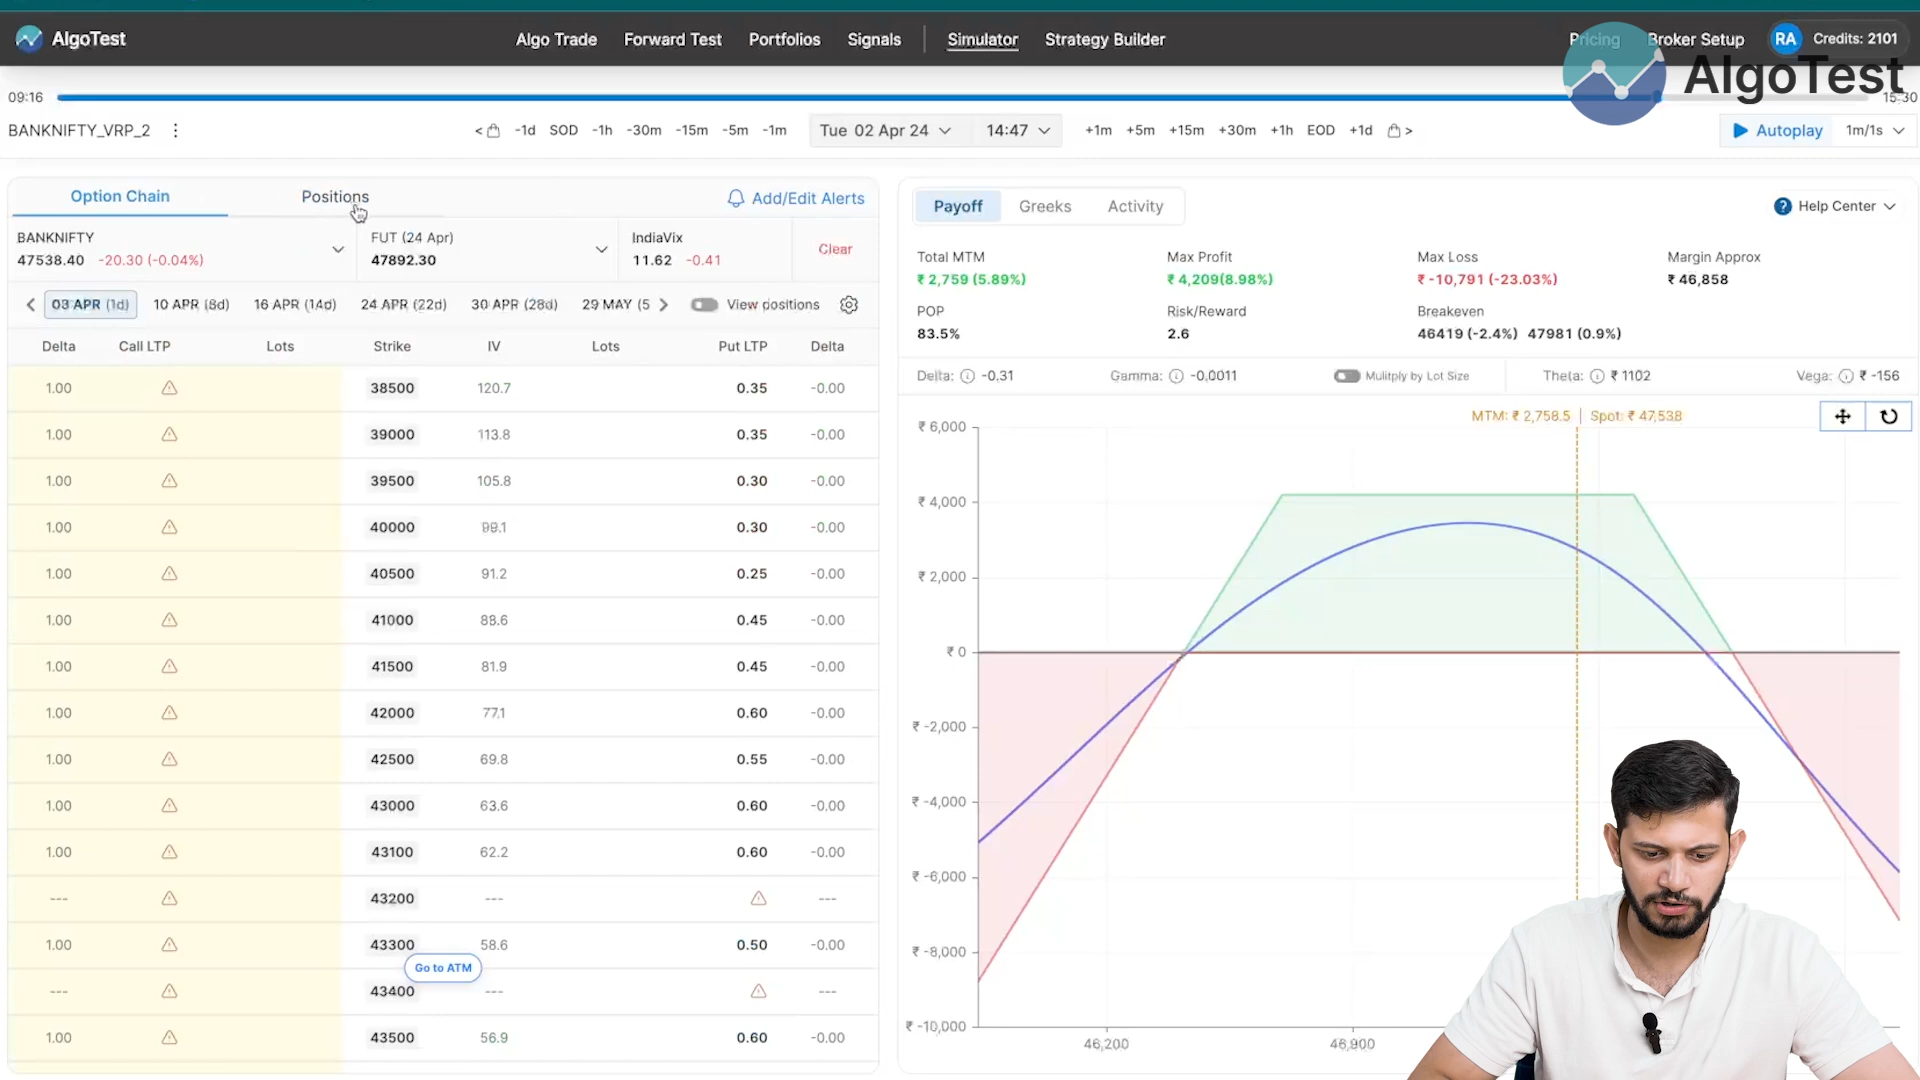 AlgoTest
Algo Trade
Forward Test
Portfolios
Signals
Simulator
Strategy Builder
Pricing
Broker Setup
RA
Credits: 2101
AlgoTest
09:16
15:30
BANKNIFTY_VRP_2
< -1d SOD -1h -30m -15m -5m -1m
Tue 02 Apr 24
14:47
+1m +5m +15m +30m +1h EOD +1d >
Autoplay
1m/1s
Option Chain
Positions
Add/Edit Alerts
BANKNIFTY
47538.40 -20.30 (-0.04%)
FUT (24 Apr)
47892.30
IndiaVix
11.62 -0.41
Clear
03 APR (1d) 10 APR (8d) 16 APR (14d) 24 APR (22d) 30 APR (28d) 29 MAY (5
View positions
Delta Call LTP Lots Strike IV Lots Put LTP Delta
1.00 38500 120.7 0.35 -0.00
1.00 39000 113.8 0.35 -0.00
1.00 39500 105.8 0.30 -0.00
1.00 40000 0.30 -0.00
1.00 40500 91.2 0.25 -0.00
1.00 41000 0.45 -0.00
1.00 41500 81.9 0.45 -0.00
1.00 42000 77.1 0.60 -0.00
1.00 42500 69.8 0.55 -0.00
1.00 43000 63.6 0.60 -0.00
1.00 43100 62.2 0.60 -0.00
--- 43200 --- ---
1.00 43300 58.6 0.50 -0.00
Go to ATM
--- 43400 --- ---
1.00 43500 56.9 0.60 -0.00
Payoff
Greeks
Activity
? Help Center
Total MTM
₹ 2,759 (5.89%)
Max Profit
₹ 4,209(8.98%)
Max Loss
₹ -10,791 (-23.03%)
Margin Approx
₹ 46,858
POP
83.5%
Risk/Reward
2.6
Breakeven
46419 (-2.4%) 47981 (0.9%)
Delta: -0.31
Gamma: -0.0011
Mulitply by Lot Size
Theta: ₹ 1102
Vega: ₹ -156
MTM: ₹ 2,758.5 | Spot: ₹ 47,538
₹ 6,000
₹ 4,000
₹ 2,000
₹ 0
₹ -2,000
₹ -4,000
₹ -6,000
₹ -8,000
₹ -10,000
46,200
46,900